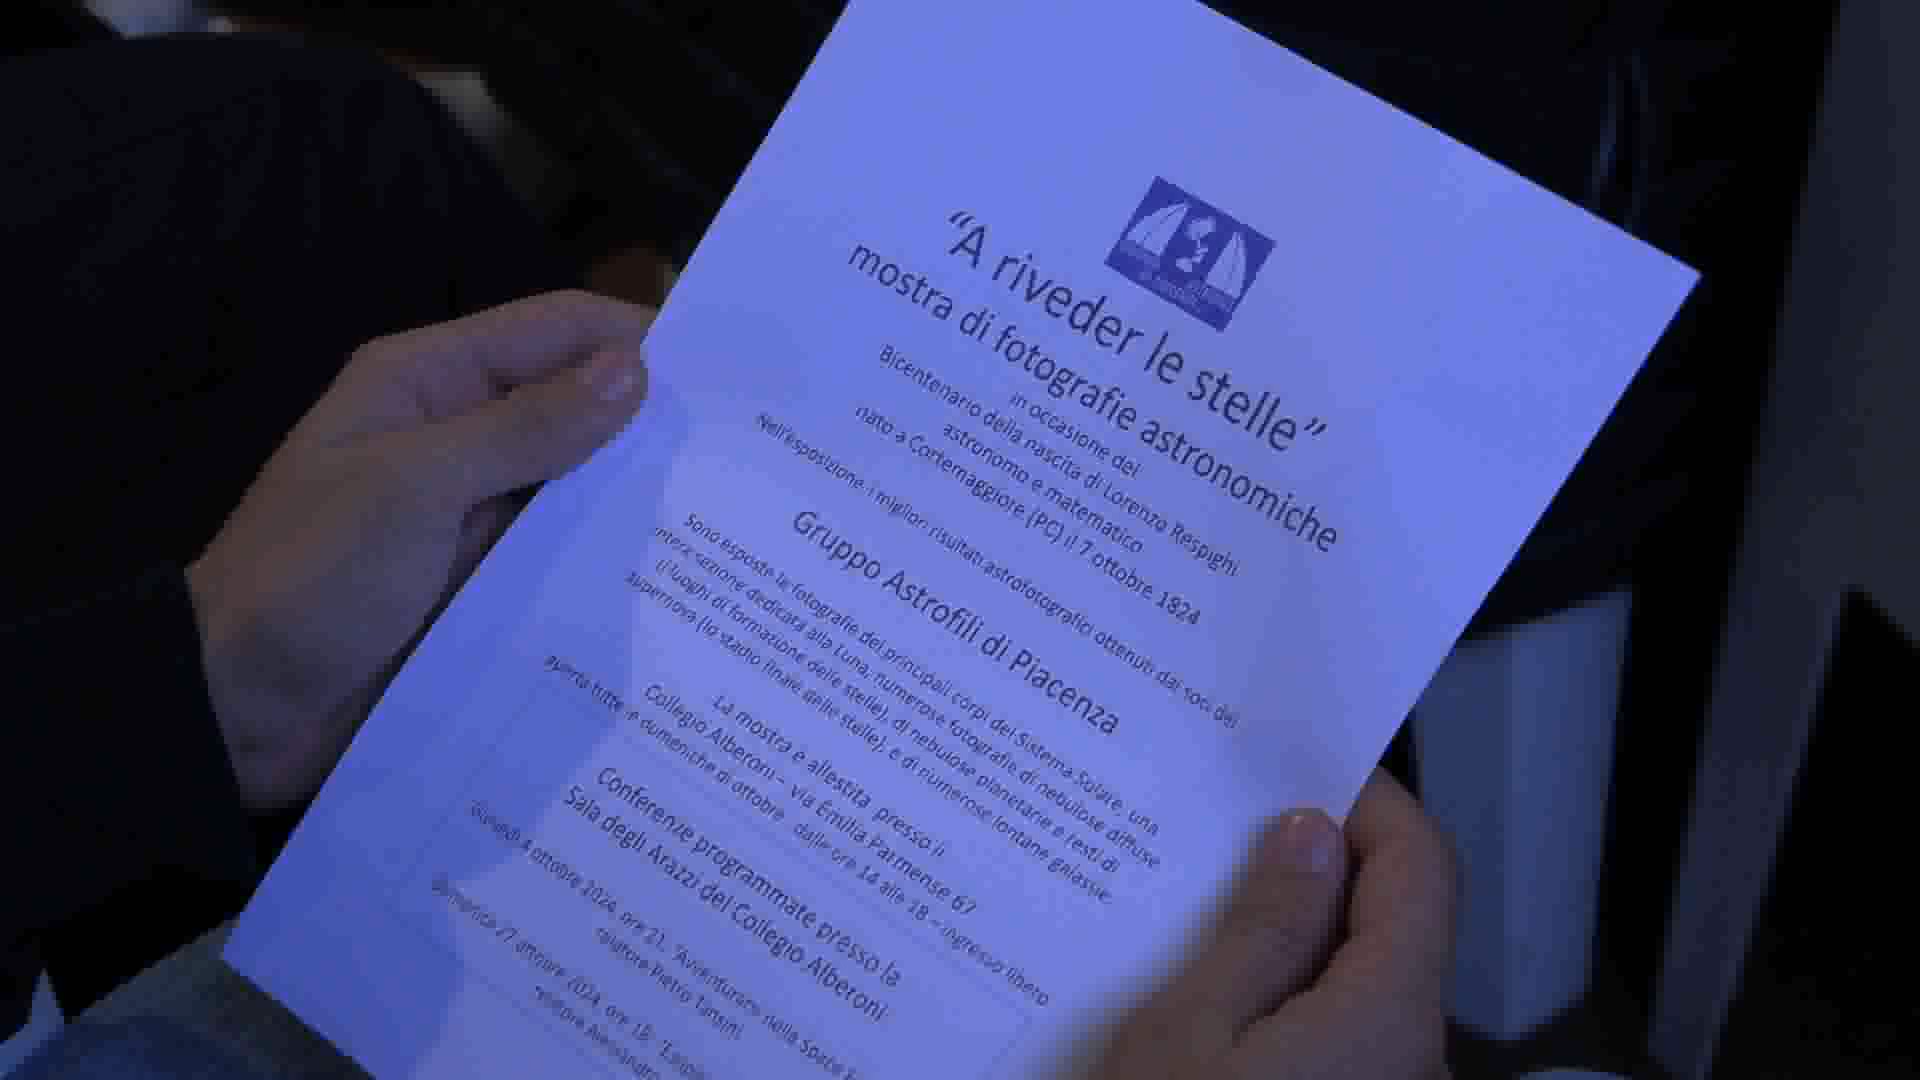 “A riveder le stelle”
mostra di fotografie astronomiche
in occasione del
Bicentenario della nascita di Lorenzo Respighi
astronomo e matematico
nato a Cortemaggiore (PC) il 7 ottobre 1824
Nell'esposizione i migliori risultati astrofotografici ottenuti dai soci del
Gruppo Astrofili di Piacenza
Sono esposte le fotografie dei principali corpi del Sistema Solare, una
intera sezione dedicata alla Luna, numerose fotografie di nebulose diffuse
(i luoghi di formazione delle stelle), di nebulose planetarie e resti di
supernova (lo stadio finale delle stelle), e di numerose lontane galassie.
La mostra è allestita presso il
Collegio Alberoni – via Emilia Parmense 67
aperta tutte le domeniche di ottobre dalle ore 14 alle 18 – ingresso libero
Conferenze programmate presso la
Sala degli Arazzi del Collegio Alberoni
4 ottobre 2024, ore 21, "Avventurarsi nella Space
relatore Pietro Tansini
ottobre 2024, ore 18
relatore Alessandro